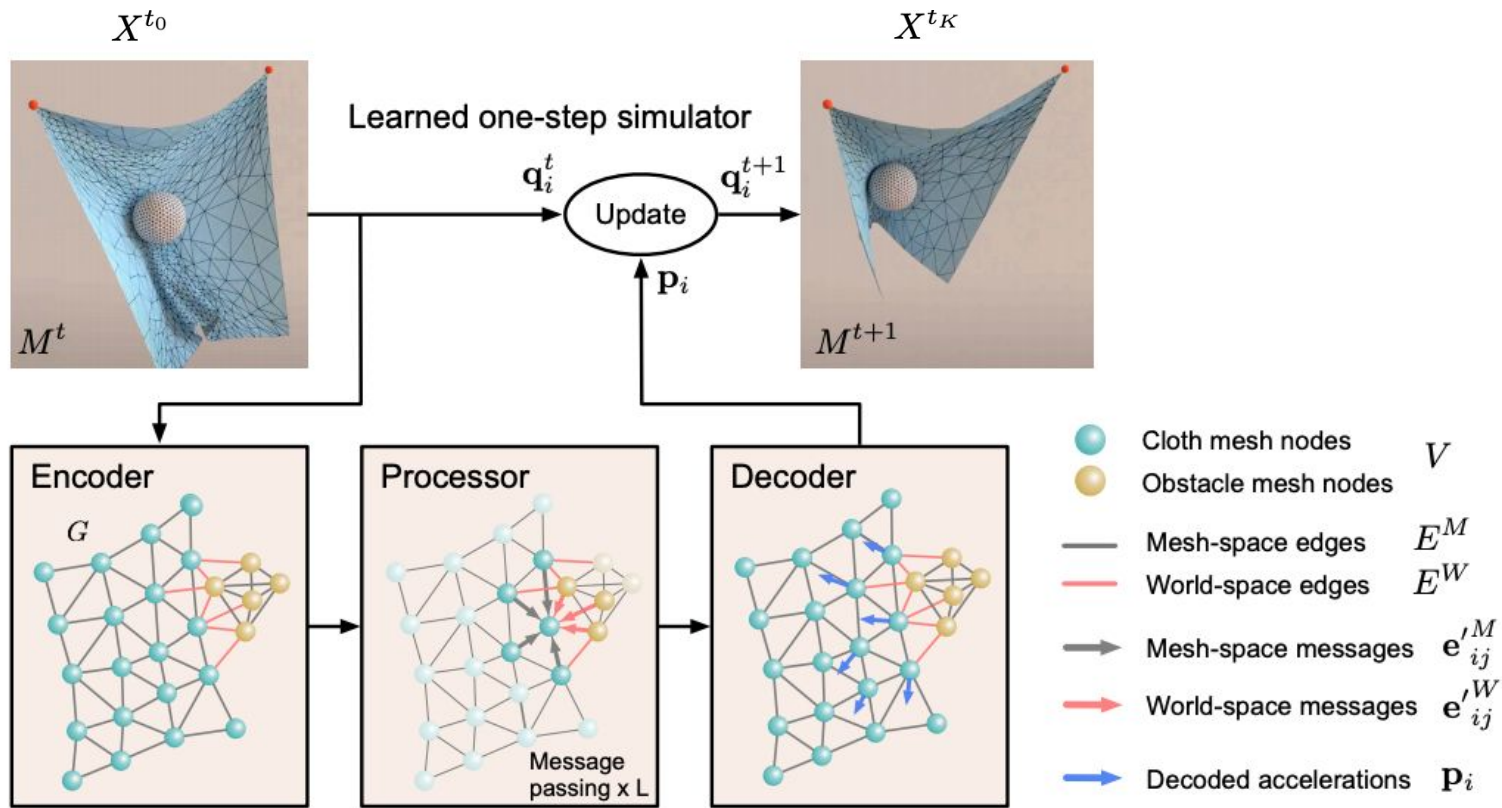 X^{t_0}
X^{t_K}
Learned one-step simulator
q_i^t
Update
q_i^{t+1}
p_i
M^t
M^{t+1}
Encoder
G
Processor
Message
passing x L
Decoder
Cloth mesh nodes
Obstacle mesh nodes
V
Mesh-space edges E^M
World-space edges E^W
Mesh-space messages e'^M_{ij}
World-space messages e'^W_{ij}
Decoded accelerations p_i